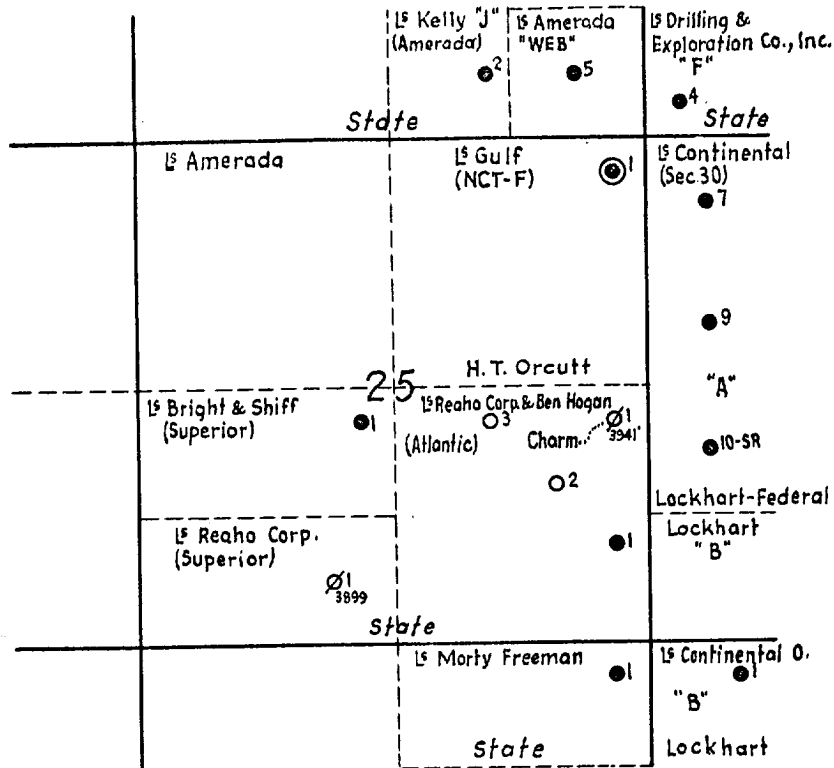 Ls Kelly "J"
(Amerada)
2
Ls Amerada
"WEB"
5
Ls Drilling &
Exploration Co., Inc.
"F"
4
State
State
Ls Amerada
Ls Gulf
(NCT-F)
1
Ls Continental
(Sec.30)
7
9
H.T. Orcutt
25
"A"
Ls Bright & Shiff
(Superior)
1
Ls Reaho Corp. & Ben Hogan
(Atlantic)
3
Charm...
1
3941'
10-SR
2
Lockhart-Federal
Lockhart
"B"
Ls Reaho Corp.
(Superior)
1
3899
1
State
Ls Morty Freeman
1
Ls Continental O.
1
"B"
State
Lockhart